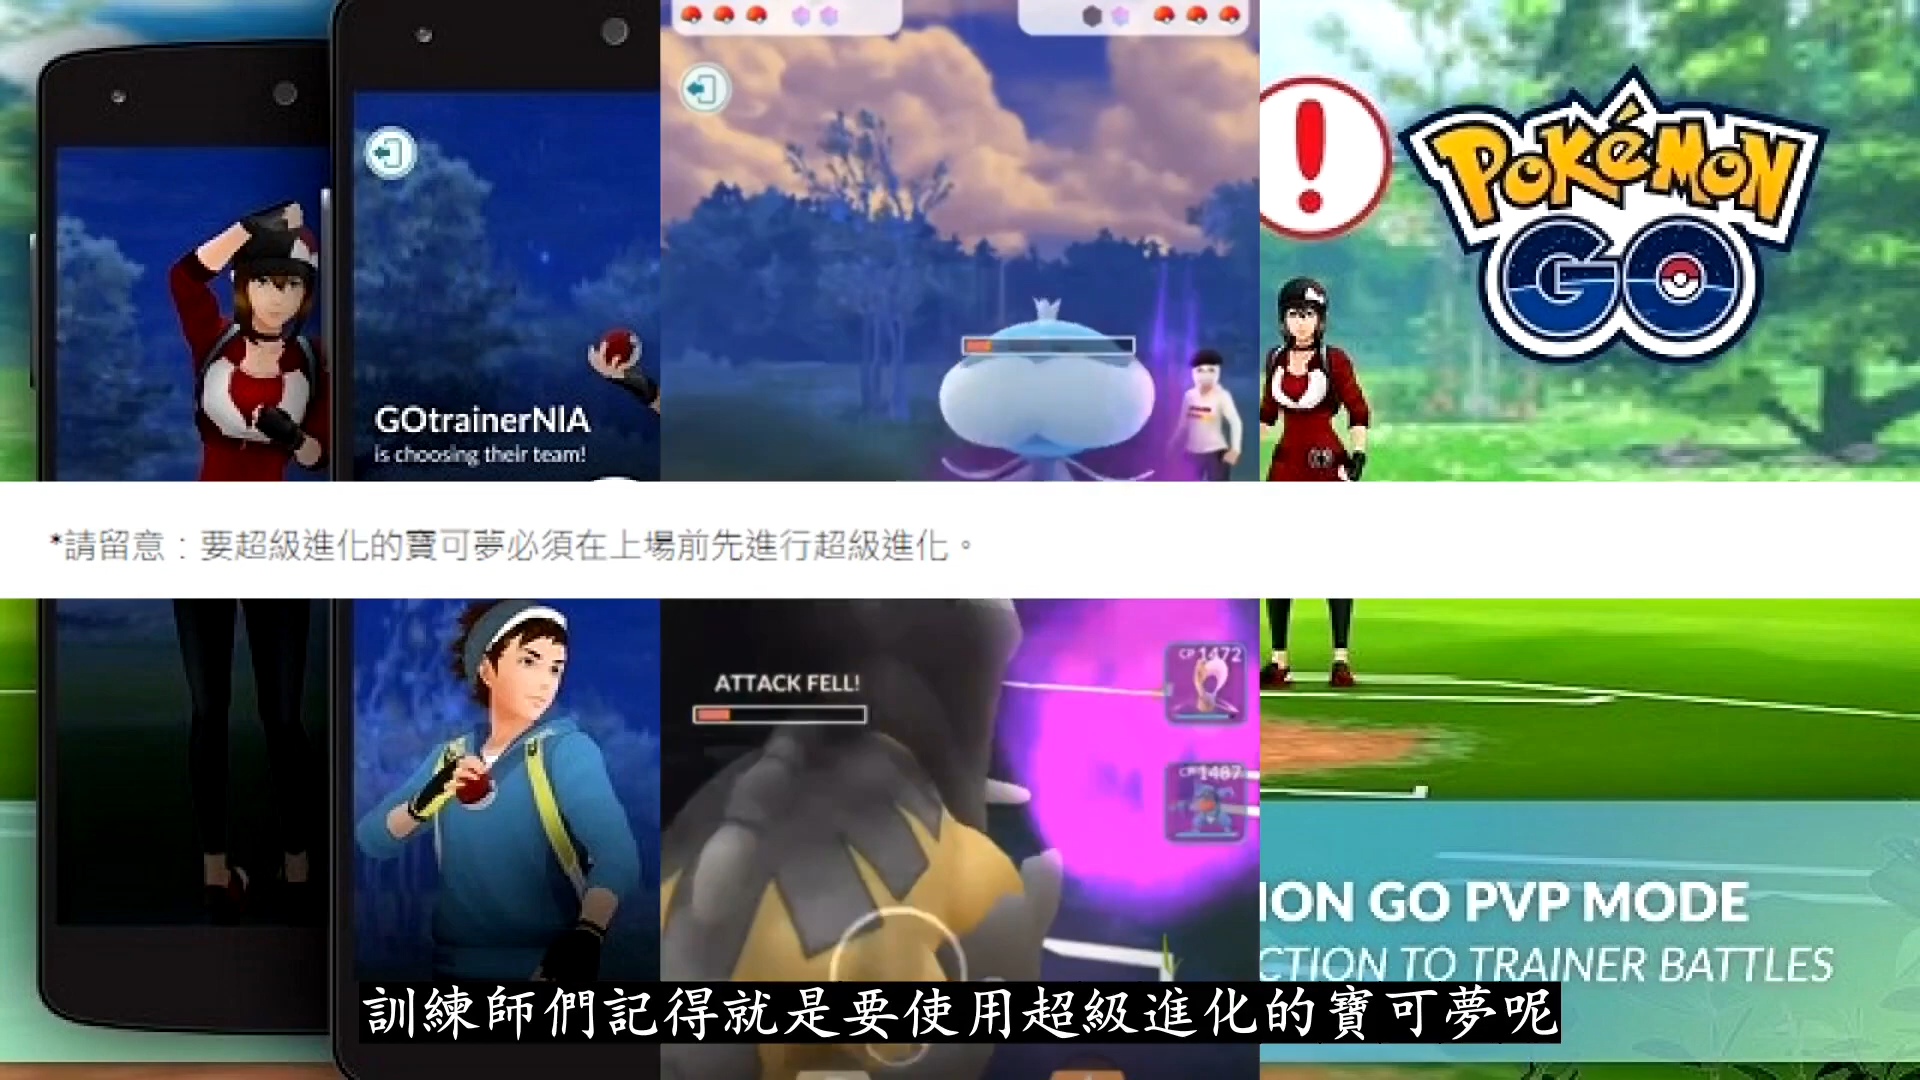 POKéMON
GO
GOtrainerNIA
is choosing their team!
*請留意：要超級進化的寶可夢必須在上場前先進行超級進化。
ATTACK FELL!
CP1472
CP1487
ION GO PVP MODE
CTION TO TRAINER BATTLES
訓練師們記得就是要使用超級進化的寶可夢呢